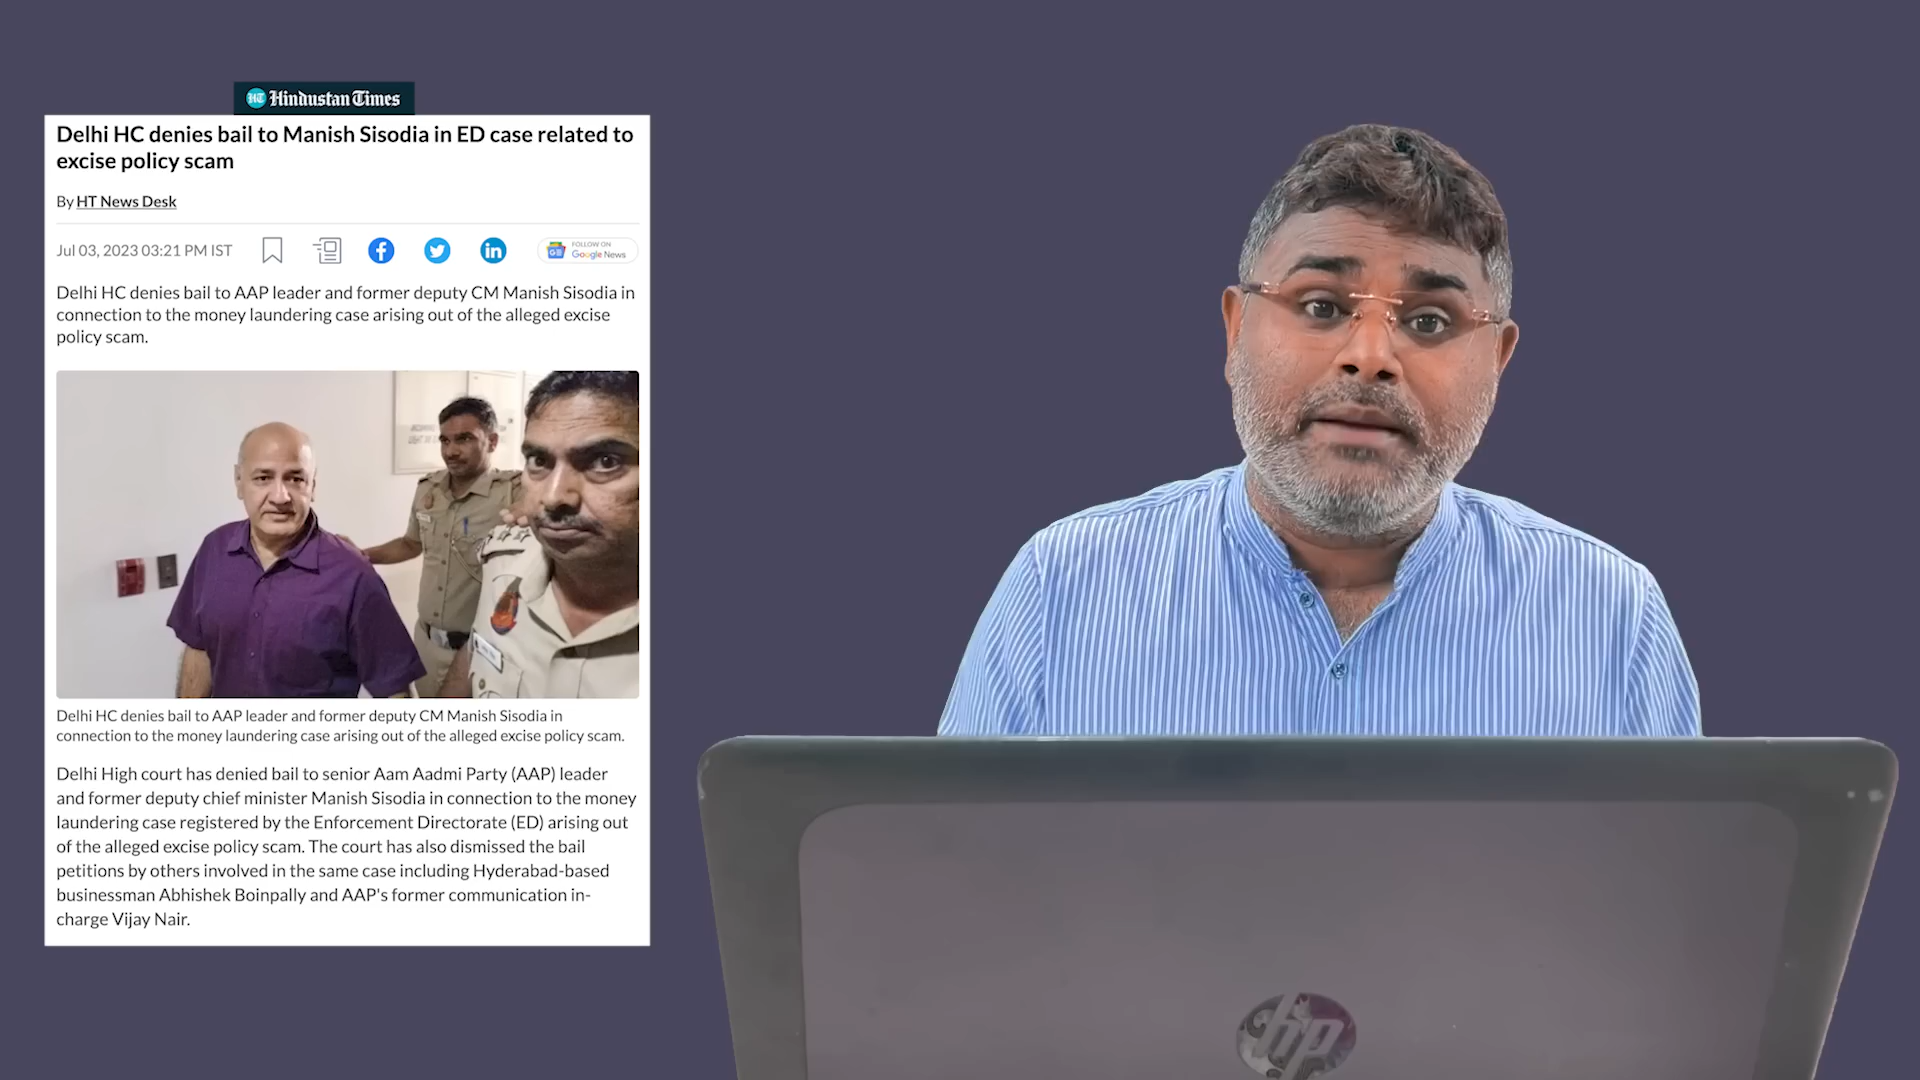 Hindustan Times
Delhi HC denies bail to Manish Sisodia in ED case related to
excise policy scam
By HT News Desk
Jul 03, 2023 03:21 PM IST
FOLLOW ON
Google News
Delhi HC denies bail to AAP leader and former deputy CM Manish Sisodia in
connection to the money laundering case arising out of the alleged excise
policy scam.
Delhi HC denies bail to AAP leader and former deputy CM Manish Sisodia in
connection to the money laundering case arising out of the alleged excise policy scam.
Delhi High court has denied bail to senior Aam Aadmi Party (AAP) leader
and former deputy chief minister Manish Sisodia in connection to the money
laundering case registered by the Enforcement Directorate (ED) arising out
of the alleged excise policy scam. The court has also dismissed the bail
petitions by others involved in the same case including Hyderabad-based
businessman Abhishek Boinpally and AAP's former communication in-
charge Vijay Nair.
hp